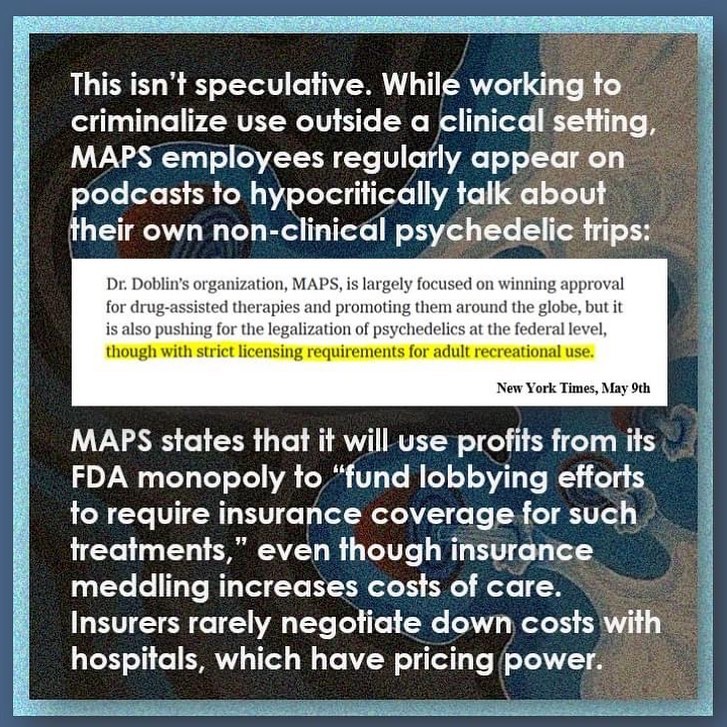 This isn’t speculative. While working to
criminalize use outside a clinical setting,
MAPS employees regularly appear on
podcasts to hypocritically talk about
their own non-clinical psychedelic trips:
Dr. Doblin’s organization, MAPS, is largely focused on winning approval
for drug-assisted therapies and promoting them around the globe, but it
is also pushing for the legalization of psychedelics at the federal level,
though with strict licensing requirements for adult recreational use.
New York Times, May 9th
MAPS states that it will use profits from its
FDA monopoly to “fund lobbying efforts
to require insurance coverage for such
treatments,” even though insurance
meddling increases costs of care.
Insurers rarely negotiate down costs with
hospitals, which have pricing power.